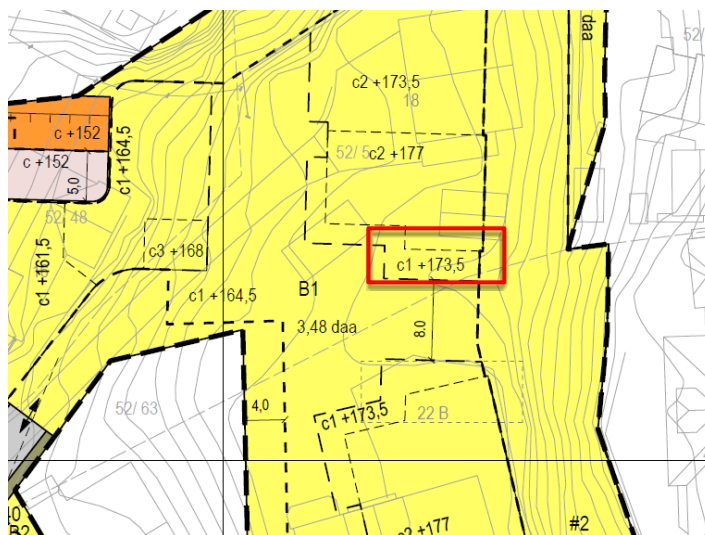 daa
52/
c2 +173,5
18
c +152
c +152
c1 +164,5
5,0
52/ 5
c2 +177
52/ 48
c3 +168
c1 +161,5
c1 +173,5
c1 +164,5
B1
3,48 daa
8.0
52/ 63
4,0
c1 +173,5
22 B
c2 +177
#2
40
B2